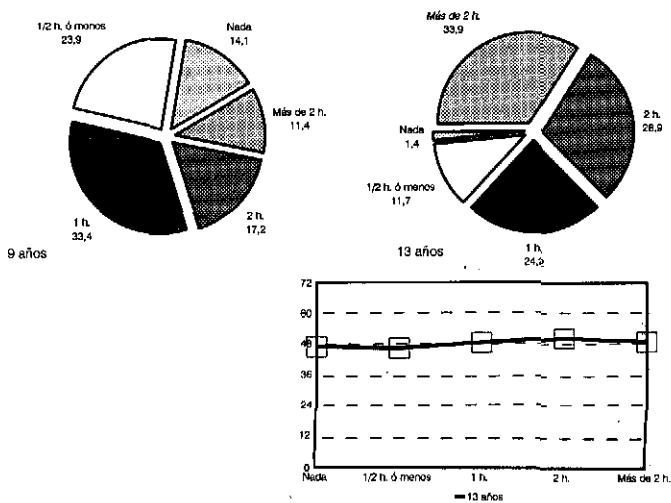 1/2 h. ó menos
23,9
Nada
14,1
Más de 2 h.
11,4
2 h.
17,2
1 h.
33,4
9 años
Más de 2 h.
33,9
2 h.
28,9
Nada
1,4
1/2 h. ó menos
11,7
1 h.
24,2
13 años
72
60
48
36
24
12
0
Nada
1/2 h. ó menos
1 h.
2 h.
Más de 2 h.
13 años